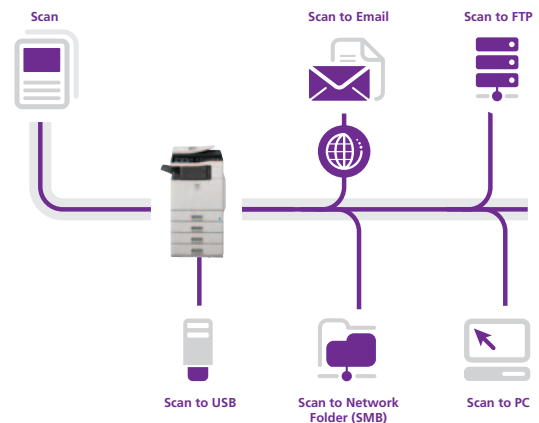 Scan
Scan to Email
Scan to FTP
Scan to USB
Scan to Network
Folder (SMB)
Scan to PC